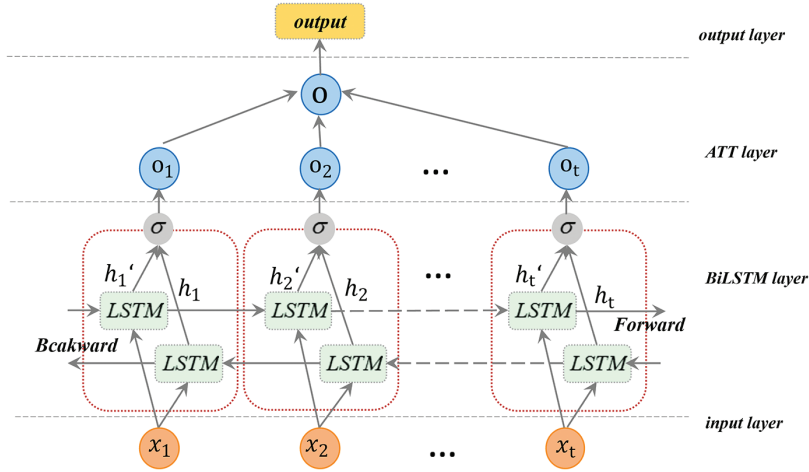 output
output layer
O
o₁ o₂ ... oₜ
ATT layer
σ σ σ
h₁‘ h₁ h₂‘ h₂ ... hₜ‘ hₜ
BiLSTM layer
LSTM LSTM LSTM
Forward
Bcakward
LSTM LSTM LSTM
input layer
x₁ x₂ ... xₜ